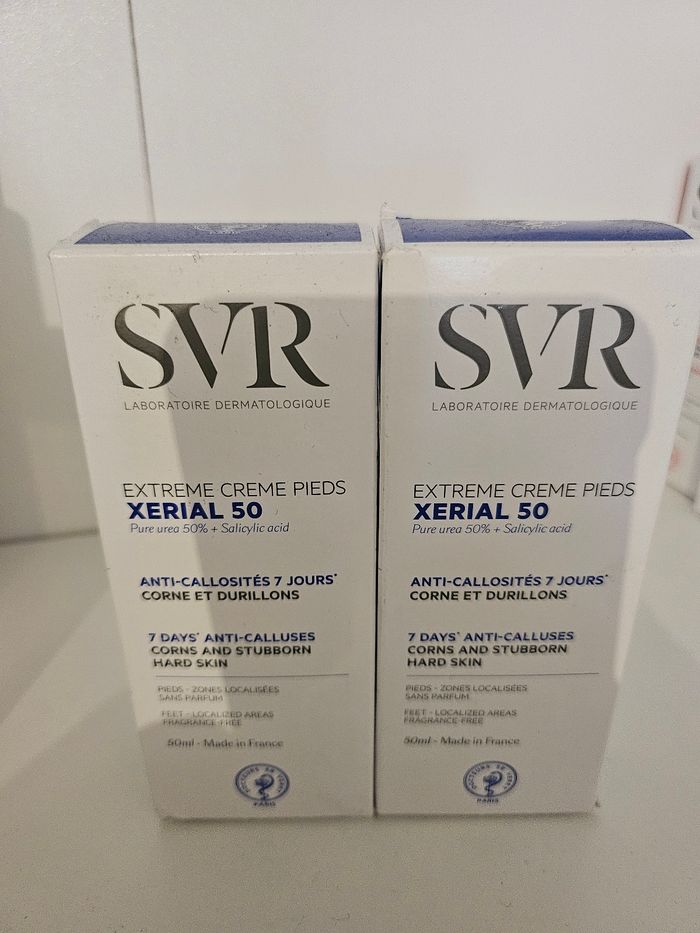 SVR
LABORATOIRE DERMATOLOGIQUE
EXTREME CREME PIEDS
XERIAL 50
Pure urea 50% + Salicylic acid
ANTI-CALLOSITÉS 7 JOURS*
CORNE ET DURILLONS
7 DAYS* ANTI-CALLUSES
CORNS AND STUBBORN
HARD SKIN
PIEDS - ZONES LOCALISÉES
SANS PARFUM
FEET - LOCALIZED AREAS
FRAGRANCE-FREE
50ml - Made in France
PARIS
SVR
LABORATOIRE DERMATOLOGIQUE
EXTREME CREME PIEDS
XERIAL 50
Pure urea 50% + Salicylic acid
ANTI-CALLOSITÉS 7 JOURS*
CORNE ET DURILLONS
7 DAYS* ANTI-CALLUSES
CORNS AND STUBBORN
HARD SKIN
PIEDS - ZONES LOCALISÉES
SANS PARFUM
FEET - LOCALIZED AREAS
FRAGRANCE-FREE
50ml - Made in France
PARIS